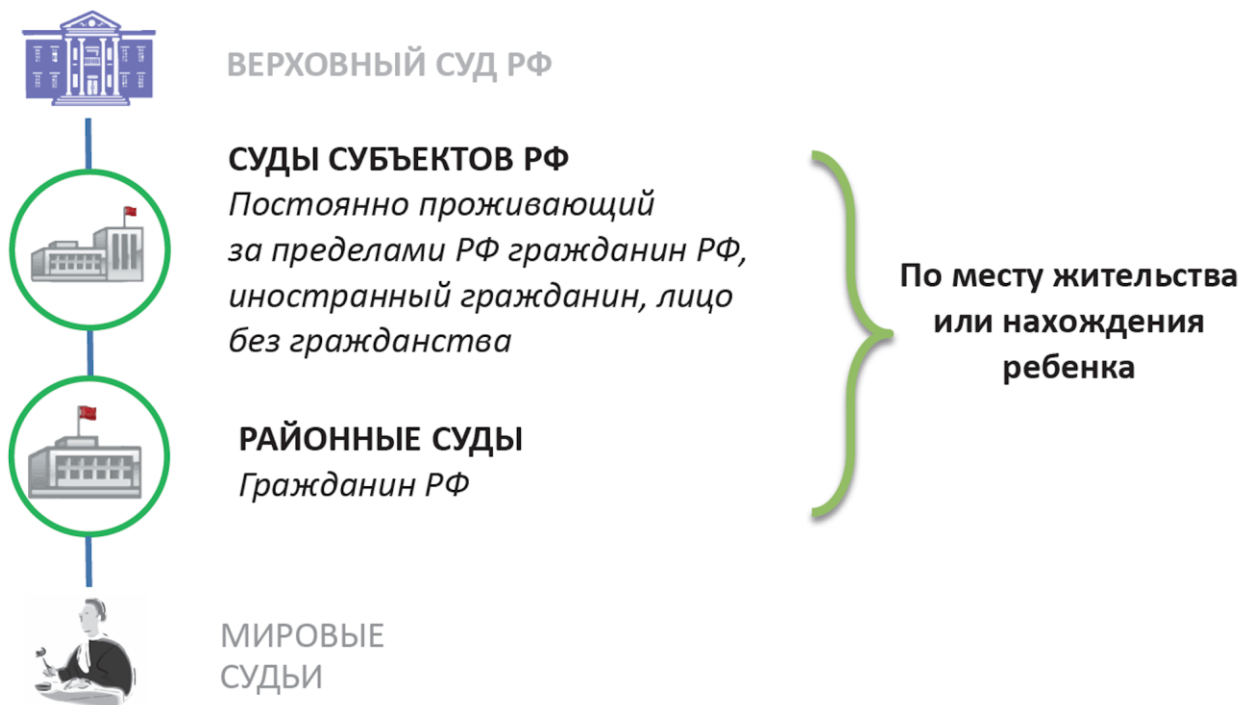 ВЕРХОВНЫЙ СУД РФ
СУДЫ СУБЪЕКТОВ РФ
Постоянно проживающий
за пределами РФ гражданин РФ,
иностранный гражданин, лицо
без гражданства
По месту жительства
или нахождения
ребенка
РАЙОННЫЕ СУДЫ
Гражданин РФ
МИРОВЫЕ
СУДЬИ